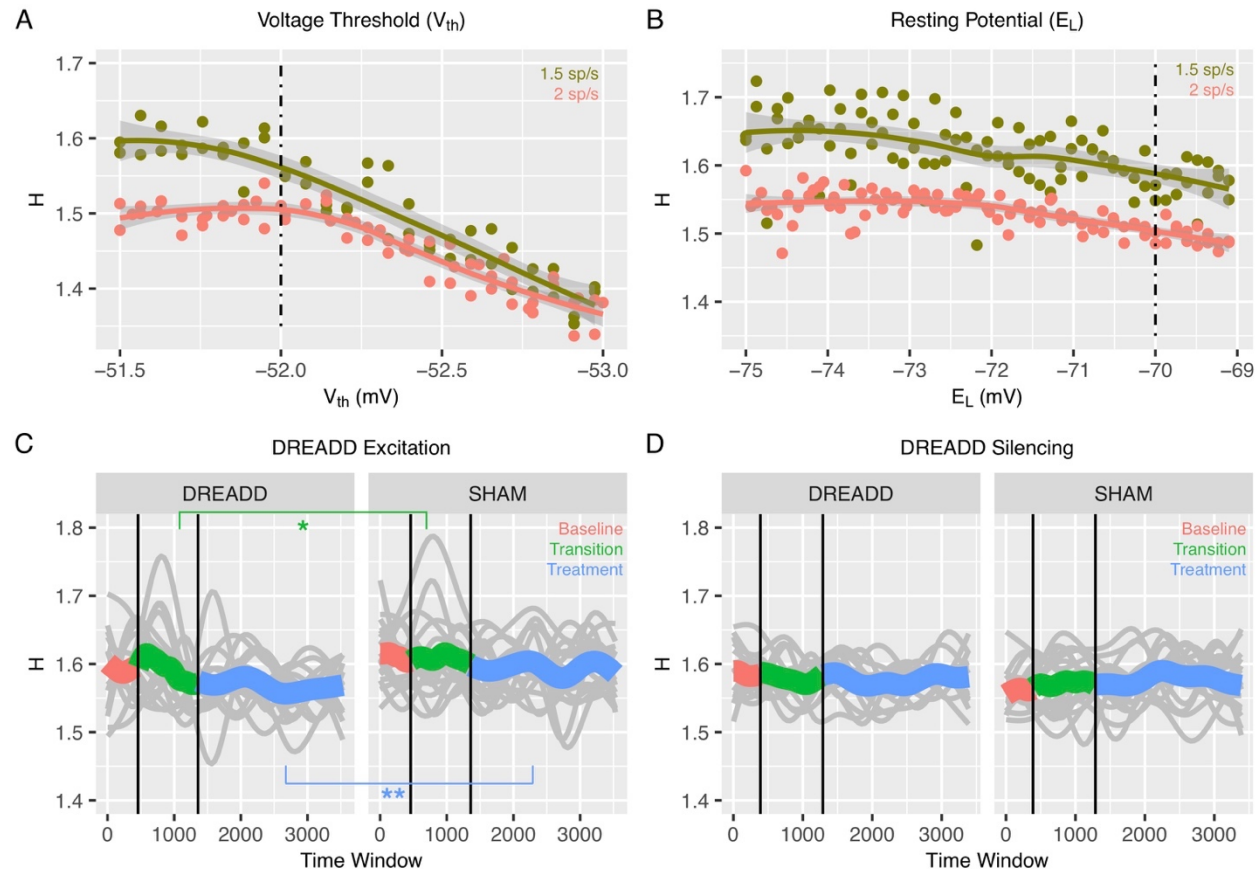 A
Voltage Threshold (Vth)
1.5 sp/s
2 sp/s
1.7
1.6
1.5
1.4
H
−51.5
−52.0
−52.5
−53.0
Vth (mV)
B
Resting Potential (EL)
1.5 sp/s
2 sp/s
1.7
1.6
1.5
1.4
H
−75
−74
−73
−72
−71
−70
−69
EL (mV)
C
DREADD Excitation
DREADD
SHAM
*
Baseline
Transition
Treatment
1.8
1.7
1.6
1.5
1.4
H
**
0
1000
2000
3000
0
1000
2000
3000
Time Window
D
DREADD Silencing
DREADD
SHAM
Baseline
Transition
Treatment
1.8
1.7
1.6
1.5
1.4
H
0
1000
2000
3000
0
1000
2000
3000
Time Window